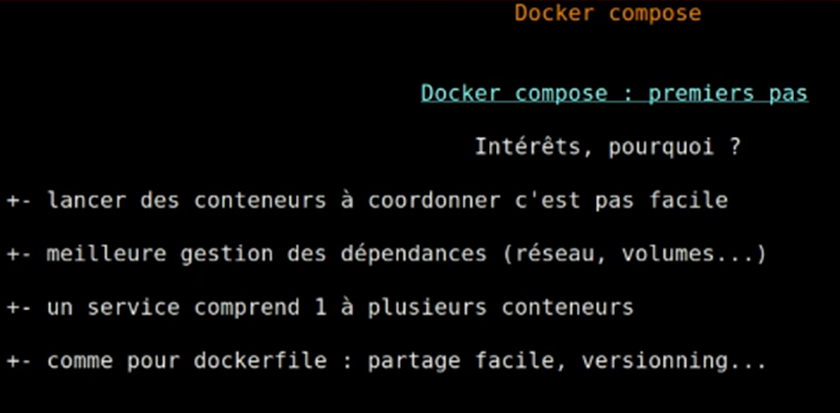 Docker compose
Docker compose : premiers pas
Intérêts, pourquoi ?
+- lancer des conteneurs à coordonner c'est pas facile
+- meilleure gestion des dépendances (réseau, volumes...)
+- un service comprend 1 à plusieurs conteneurs
+- comme pour dockerfile : partage facile, versionning...